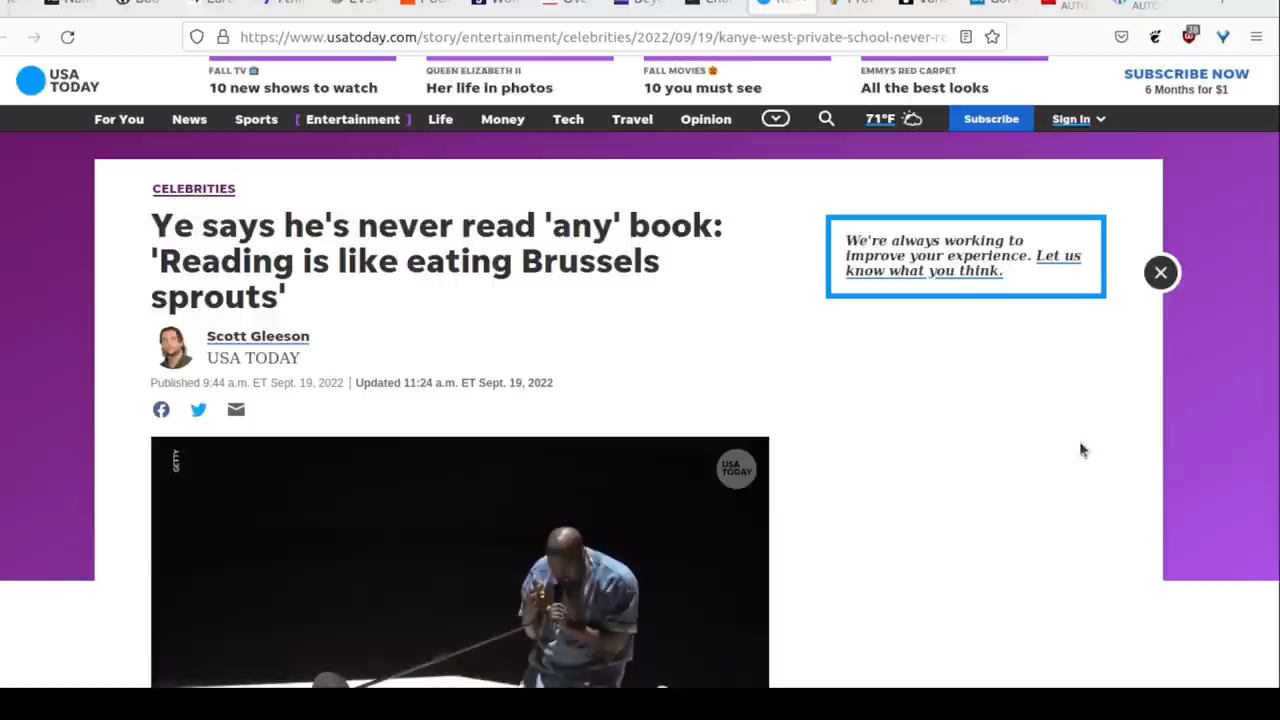 https://www.usatoday.com/story/entertainment/celebrities/2022/09/19/kanye-west-private-school-never-re
38
USA
TODAY
FALL TV
10 new shows to watch
QUEEN ELIZABETH II
Her life in photos
FALL MOVIES
10 you must see
EMMYS RED CARPET
All the best looks
SUBSCRIBE NOW
6 Months for $1
For You News Sports [ Entertainment ] Life Money Tech Travel Opinion 71°F Subscribe Sign In
CELEBRITIES
Ye says he's never read 'any' book:
'Reading is like eating Brussels
sprouts'
We're always working to
improve your experience. Let us
know what you think.
Scott Gleeson
USA TODAY
Published 9:44 a.m. ET Sept. 19, 2022 | Updated 11:24 a.m. ET Sept. 19, 2022
GETTY
USA
TODAY